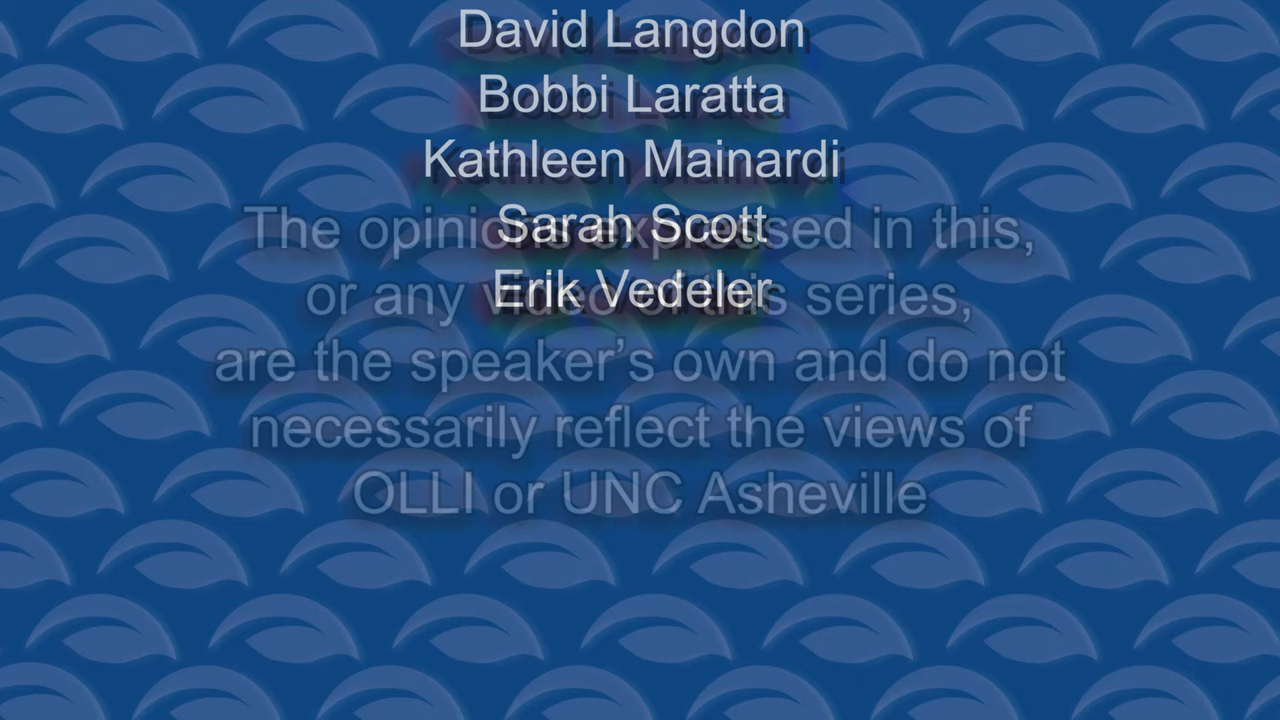 David Langdon
Bobbi Laratta
Kathleen Mainardi
Sarah Scott
Erik Vedeler
The opinions expressed in this,
or any video in this series,
are the speaker’s own and do not
necessarily reflect the views of
OLLI or UNC Asheville